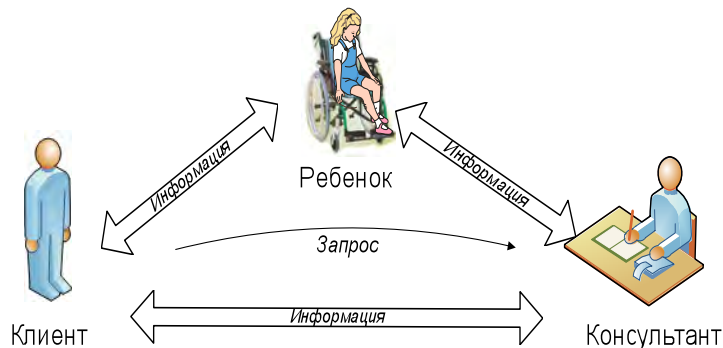 Ребенок
Информация
Информация
Запрос
Информация
Клиент
Консультант